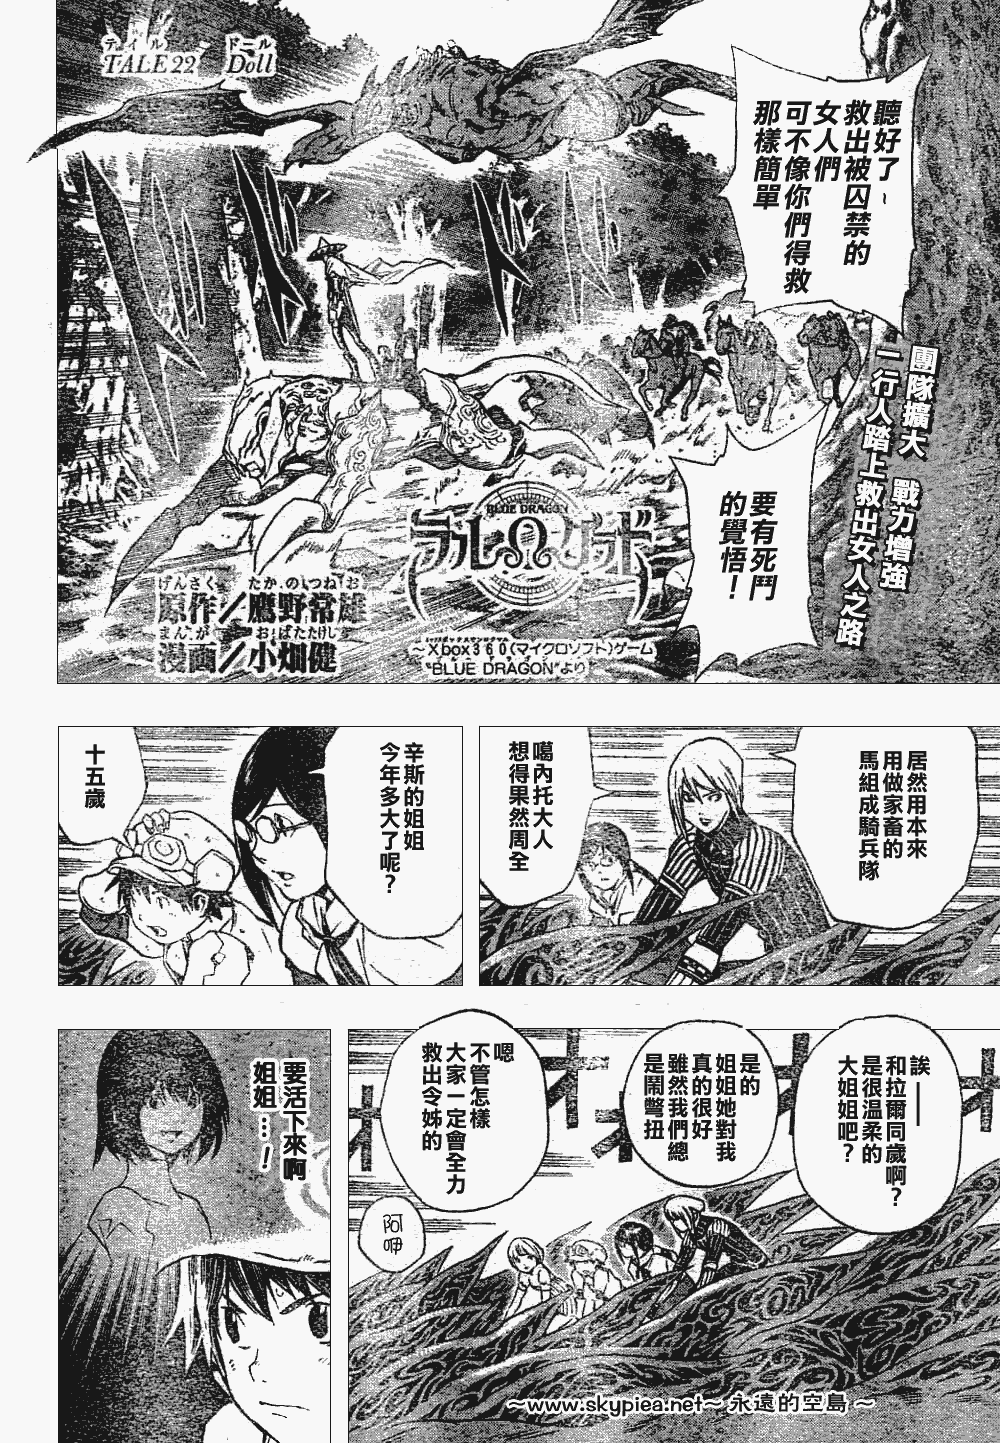 テイル ドール
TALE 22 Doll
聽好了~
救出被囚禁的
女人們
可不像你們得救
那樣簡單
團隊擴大 戰力增強
一行人踏上救出女人之路
要有死鬥
的覺悟！
BLUE DRAGON
ラルΩグラド
げんさく たかのつねお
原作／鷹野常雄
まんが おばたたけし
漫画／小畑健
～Xbox360(マイクロソフト)ゲーム
“BLUE DRAGON”より
居然用本來
用做家畜的
馬組成騎兵隊
噶內托大人
想得果然周全
辛斯的姐姐
今年多大了呢？
十五歲
誒——
和拉爾同歲啊？
是很温柔的
大姐姐吧？
是的
姐姐她對我
真的很好
雖然我們總
是鬧彆扭
嗯
不管怎樣
大家一定會全力
救出令姊的
阿咿
要活下來啊
姐姐…！
～www.skypiea.net～ 永遠的空島 ～